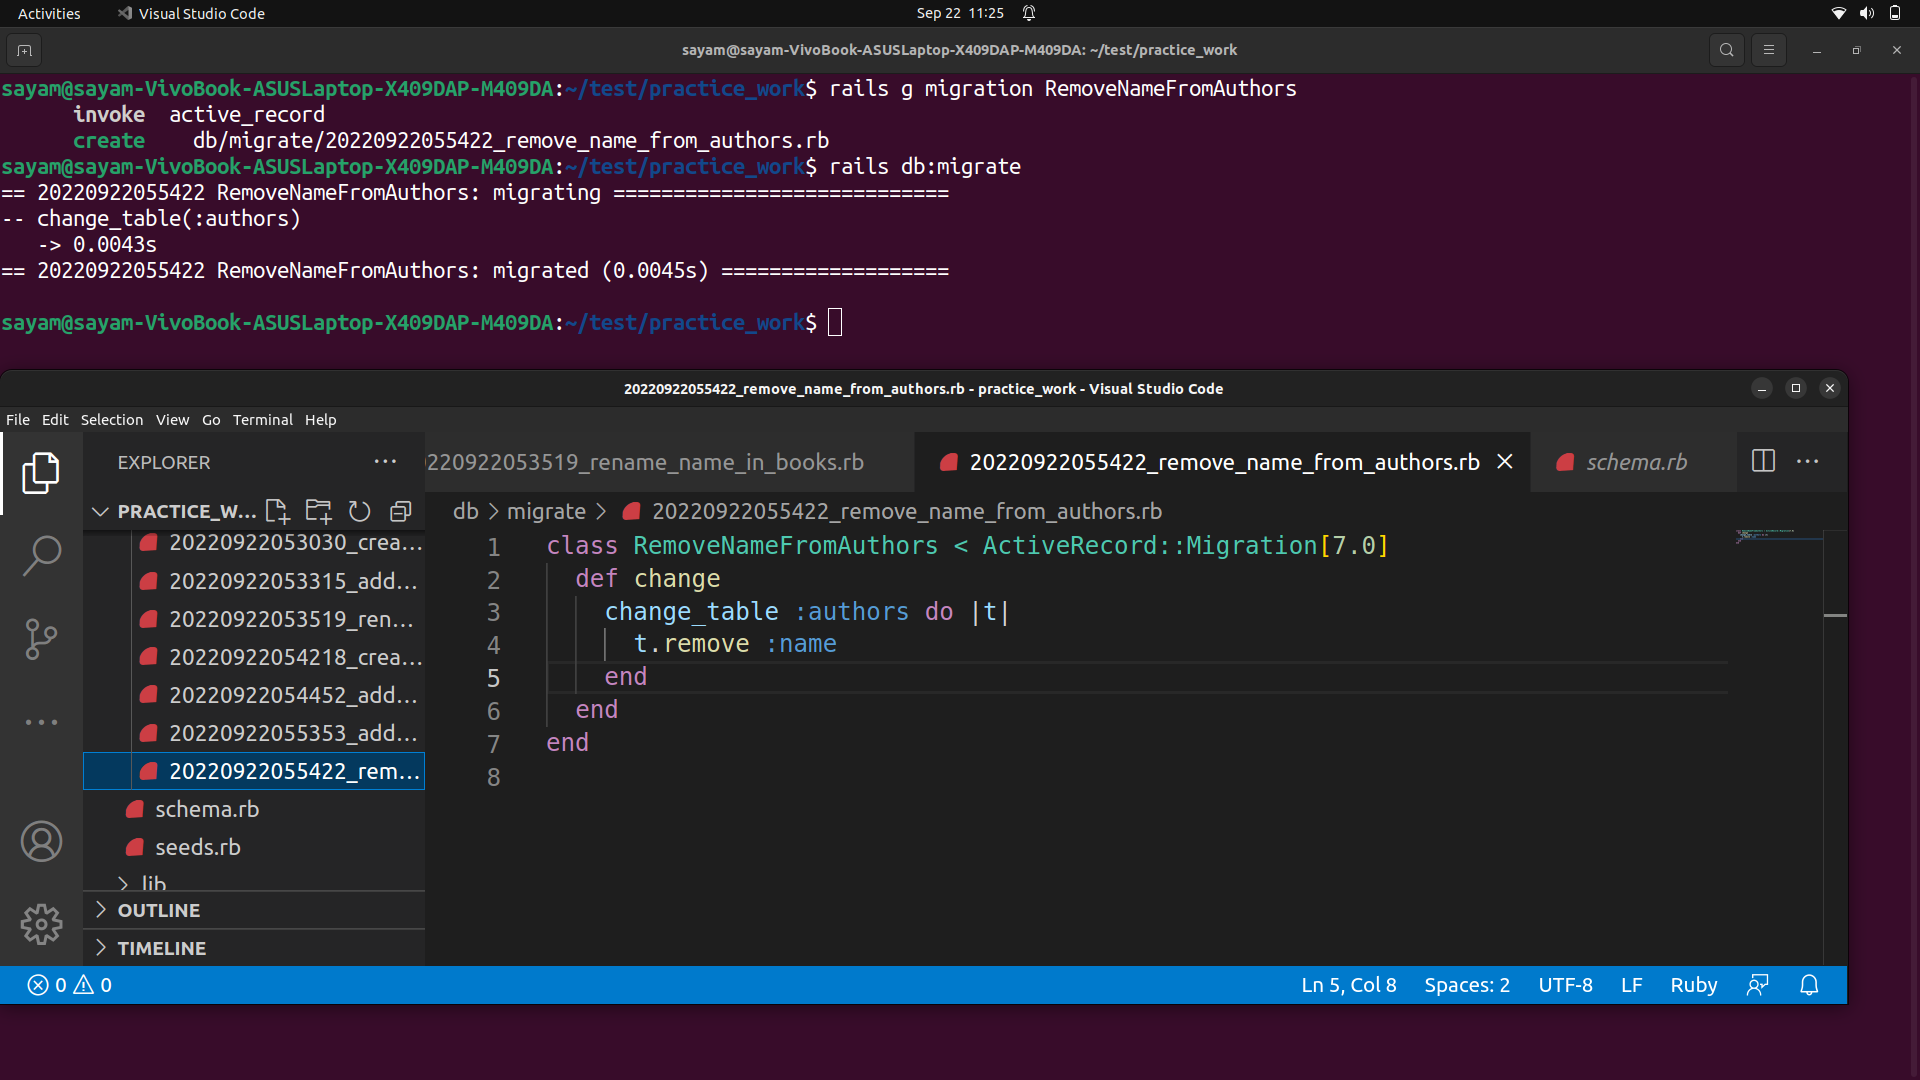 Activities Visual Studio Code Sep 22 11:25
sayam@sayam-VivoBook-ASUSLaptop-X409DAP-M409DA: ~/test/practice_work
sayam@sayam-VivoBook-ASUSLaptop-X409DAP-M409DA:~/test/practice_work$ rails g migration RemoveNameFromAuthors
invoke active_record
create db/migrate/20220922055422_remove_name_from_authors.rb
sayam@sayam-VivoBook-ASUSLaptop-X409DAP-M409DA:~/test/practice_work$ rails db:migrate
== 20220922055422 RemoveNameFromAuthors: migrating ============================
-- change_table(:authors)
-> 0.0043s
== 20220922055422 RemoveNameFromAuthors: migrated (0.0045s) ===================
sayam@sayam-VivoBook-ASUSLaptop-X409DAP-M409DA:~/test/practice_work$
20220922055422_remove_name_from_authors.rb - practice_work - Visual Studio Code
File Edit Selection View Go Terminal Help
EXPLORER
PRACTICE_W...
20220922053030_crea...
20220922053315_add...
20220922053519_ren...
20220922054218_crea...
20220922054452_add...
20220922055353_add...
20220922055422_rem...
schema.rb
seeds.rb
lib
OUTLINE
TIMELINE
220922053519_rename_name_in_books.rb 20220922055422_remove_name_from_authors.rb schema.rb
db > migrate > 20220922055422_remove_name_from_authors.rb
1 class RemoveNameFromAuthors < ActiveRecord::Migration[7.0]
2 def change
3 change_table :authors do |t|
4 t.remove :name
5 end
6 end
7 end
8
0 0 Ln 5, Col 8 Spaces: 2 UTF-8 LF Ruby